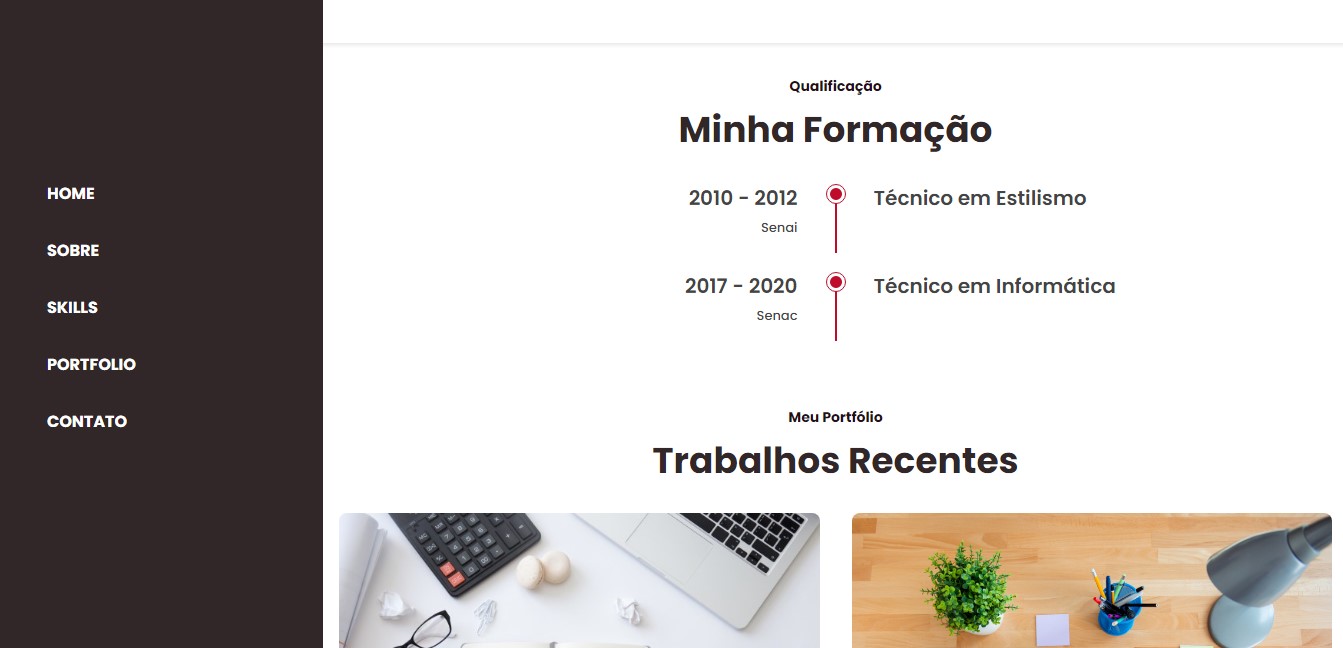 HOME
SOBRE
SKILLS
PORTFOLIO
CONTATO
Qualificação
Minha Formação
2010 - 2012
Senai
Técnico em Estilismo
2017 - 2020
Senac
Técnico em Informática
Meu Portfólio
Trabalhos Recentes